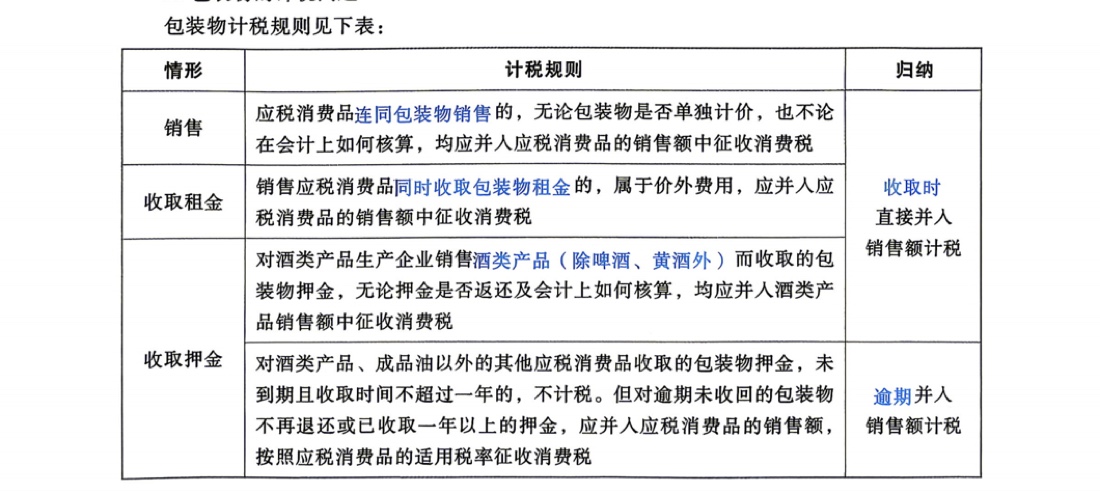 包装物计税规则见下表：
情形
计税规则
归纳
销售
应税消费品连同包装物销售的，无论包装物是否单独计价，也不论
在会计上如何核算，均应并入应税消费品的销售额中征收消费税
收取租金
销售应税消费品同时收取包装物租金的，属于价外费用，应并入应
税消费品的销售额中征收消费税
收取时
直接并入
销售额计税
收取押金
对酒类产品生产企业销售酒类产品（除啤酒、黄酒外）而收取的包
装物押金，无论押金是否返还及会计上如何核算，均应并入酒类产
品销售额中征收消费税
对酒类产品、成品油以外的其他应税消费品收取的包装物押金，未
到期且收取时间不超过一年的，不计税。但对逾期未收回的包装物
不再退还或已收取一年以上的押金，应并入应税消费品的销售额，
按照应税消费品的适用税率征收消费税
逾期并入
销售额计税